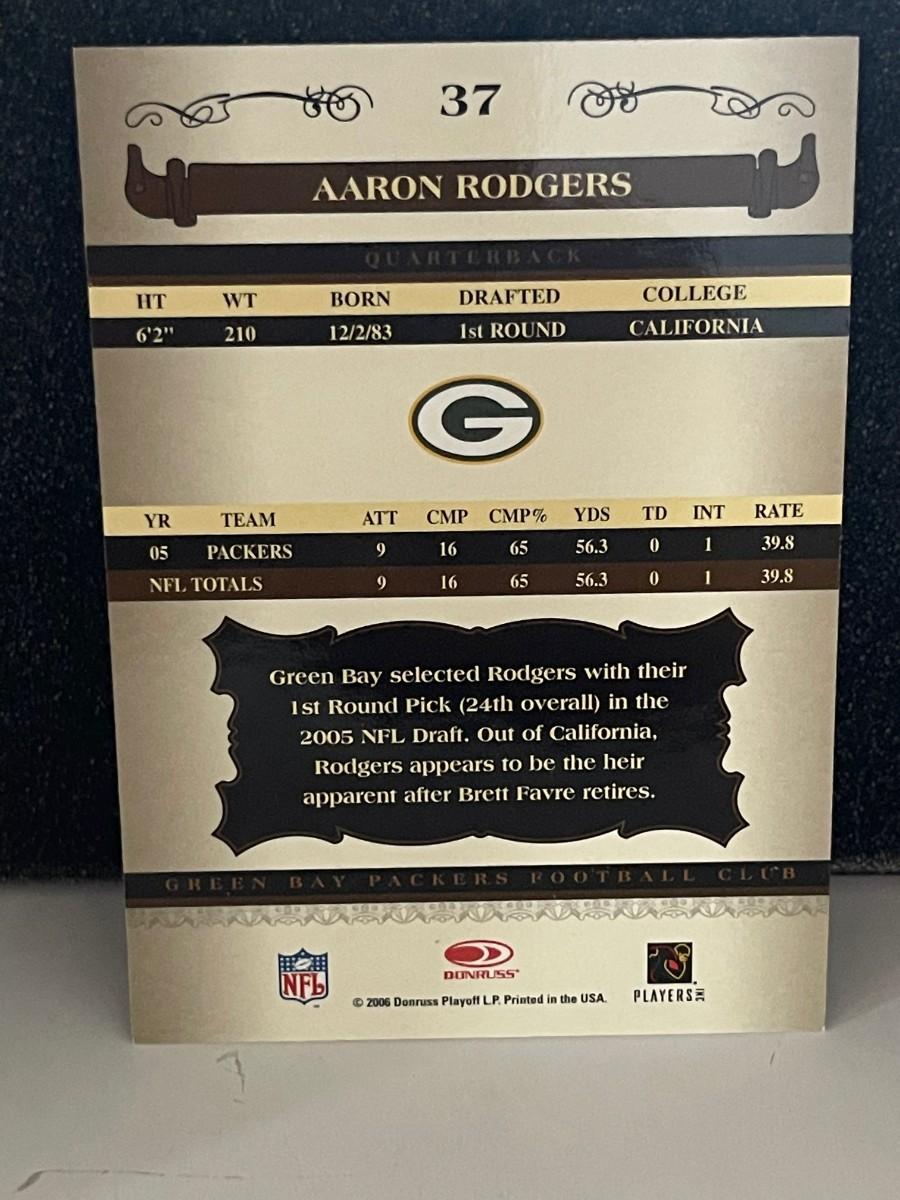 37
AARON RODGERS
QUARTERBACK
HT WT BORN DRAFTED COLLEGE
6'2" 210 12/2/83 1st ROUND CALIFORNIA
G
YR TEAM ATT CMP CMP% YDS TD INT RATE
05 PACKERS 9 16 65 56.3 0 1 39.8
NFL TOTALS 9 16 65 56.3 0 1 39.8
Green Bay selected Rodgers with their
1st Round Pick (24th overall) in the
2005 NFL Draft. Out of California,
Rodgers appears to be the heir
apparent after Brett Favre retires.
GREEN BAY PACKERS FOOTBALL CLUB
NFL
DONRUSS
© 2006 Donruss Playoff L.P. Printed in the USA.
PLAYERS INC